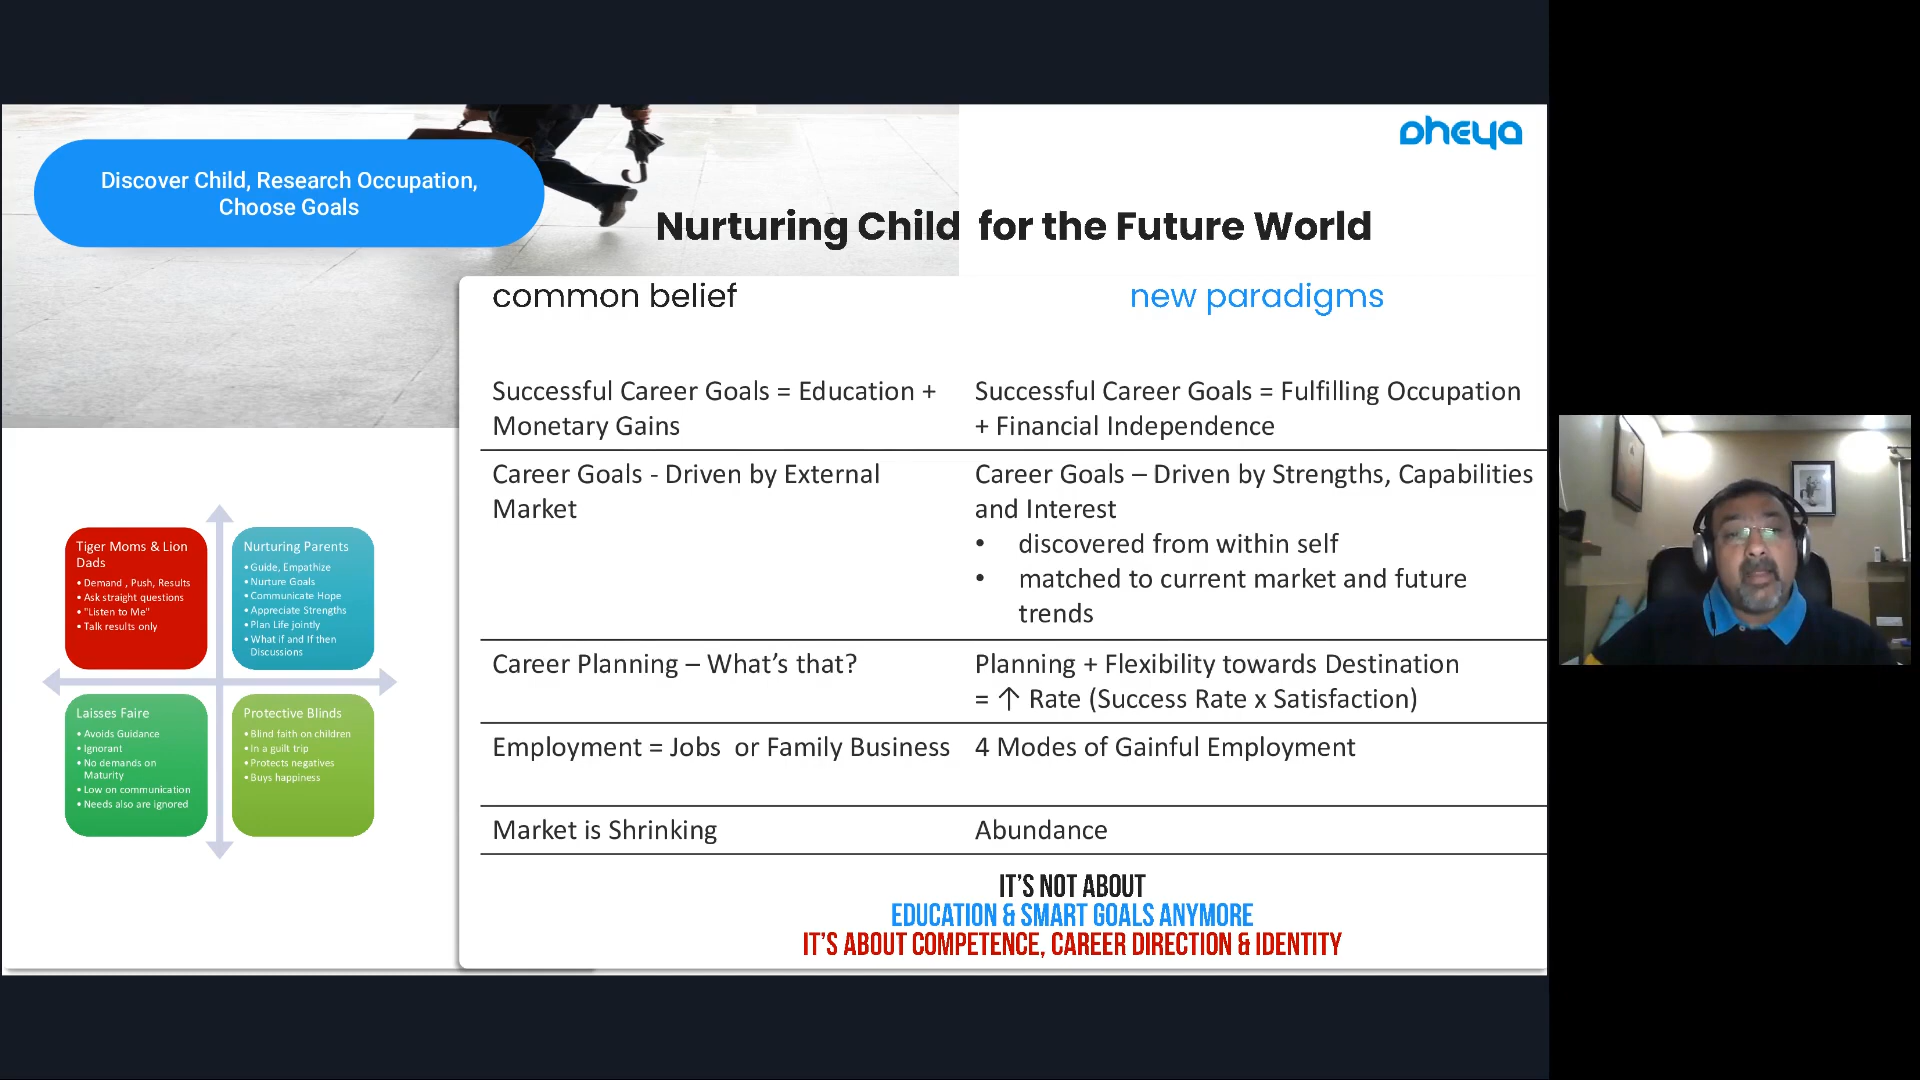 dheya
Discover Child, Research Occupation,
Choose Goals
Nurturing Child for the Future World
common belief
new paradigms
Successful Career Goals = Education +
Monetary Gains
Successful Career Goals = Fulfilling Occupation
+ Financial Independence
Career Goals - Driven by External
Market
Career Goals – Driven by Strengths, Capabilities
and Interest
• discovered from within self
• matched to current market and future
trends
Career Planning – What’s that?
Planning + Flexibility towards Destination
= ↑ Rate (Success Rate x Satisfaction)
Employment = Jobs or Family Business
4 Modes of Gainful Employment
Market is Shrinking
Abundance
IT’S NOT ABOUT
EDUCATION & SMART GOALS ANYMORE
IT’S ABOUT COMPETENCE, CAREER DIRECTION & IDENTITY
Tiger Moms & Lion
Dads
• Demand , Push, Results
• Ask straight questions
• "Listen to Me"
• Talk results only
Nurturing Parents
• Guide, Empathize
• Nurture Goals
• Communicate Hope
• Appreciate Strengths
• Plan Life Jointly
• What if and If then
Discussions
Laisses Faire
• Avoids Guidance
• Ignorant
• No demands on
Maturity
• Low on communication
• Needs also are ignored
Protective Blinds
• Blind faith on children
• In a guilt trip
• Protects negatives
• Buys happiness